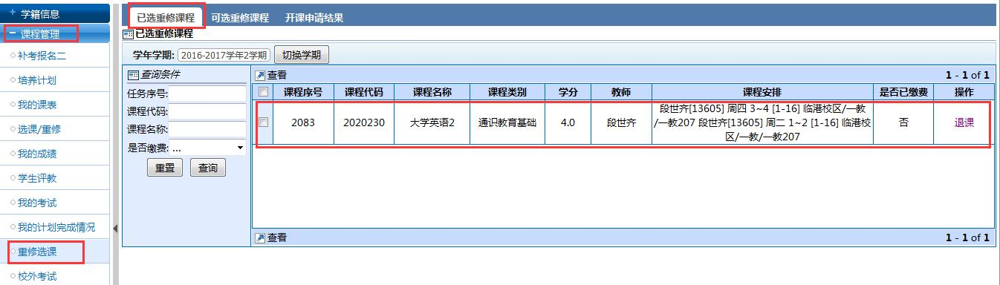 学籍信息
课程管理
补考报名二
培养计划
我的课表
选课/重修
我的成绩
学生评教
我的考试
我的计划完成情况
重修选课
校外考试
已选重修课程 可选重修课程 开课申请结果
已选重修课程
学年学期: 2016-2017学年2学期 切换学期
查询条件
任务序号:
课程代码:
课程名称:
是否缴费: ...
重置 查询
查看 1 - 1 of 1
课程序号 课程代码 课程名称 课程类别 学分 教师 课程安排 是否已缴费 操作
2083 2020230 大学英语2 通识教育基础 4.0 段世齐 段世齐[13605] 周四 3~4 [1-16] 临港校区/一教
/一教207 段世齐[13605] 周二 1~2 [1-16] 临港校
区/一教/一教207 否 退课
查看 1 - 1 of 1